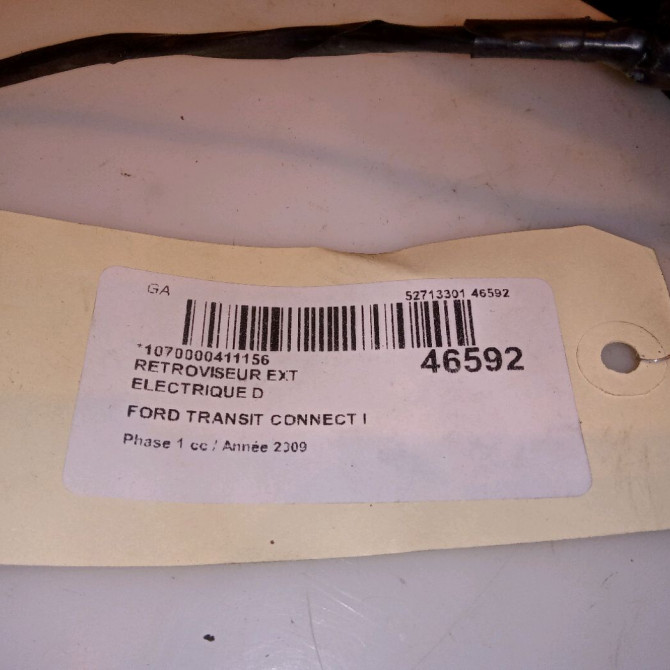 GA
52713301 46592
*1070000411156
46592
RETROVISEUR EXT
ELECTRIQUE D
FORD TRANSIT CONNECT I
Phase 1 cc / Année 2009